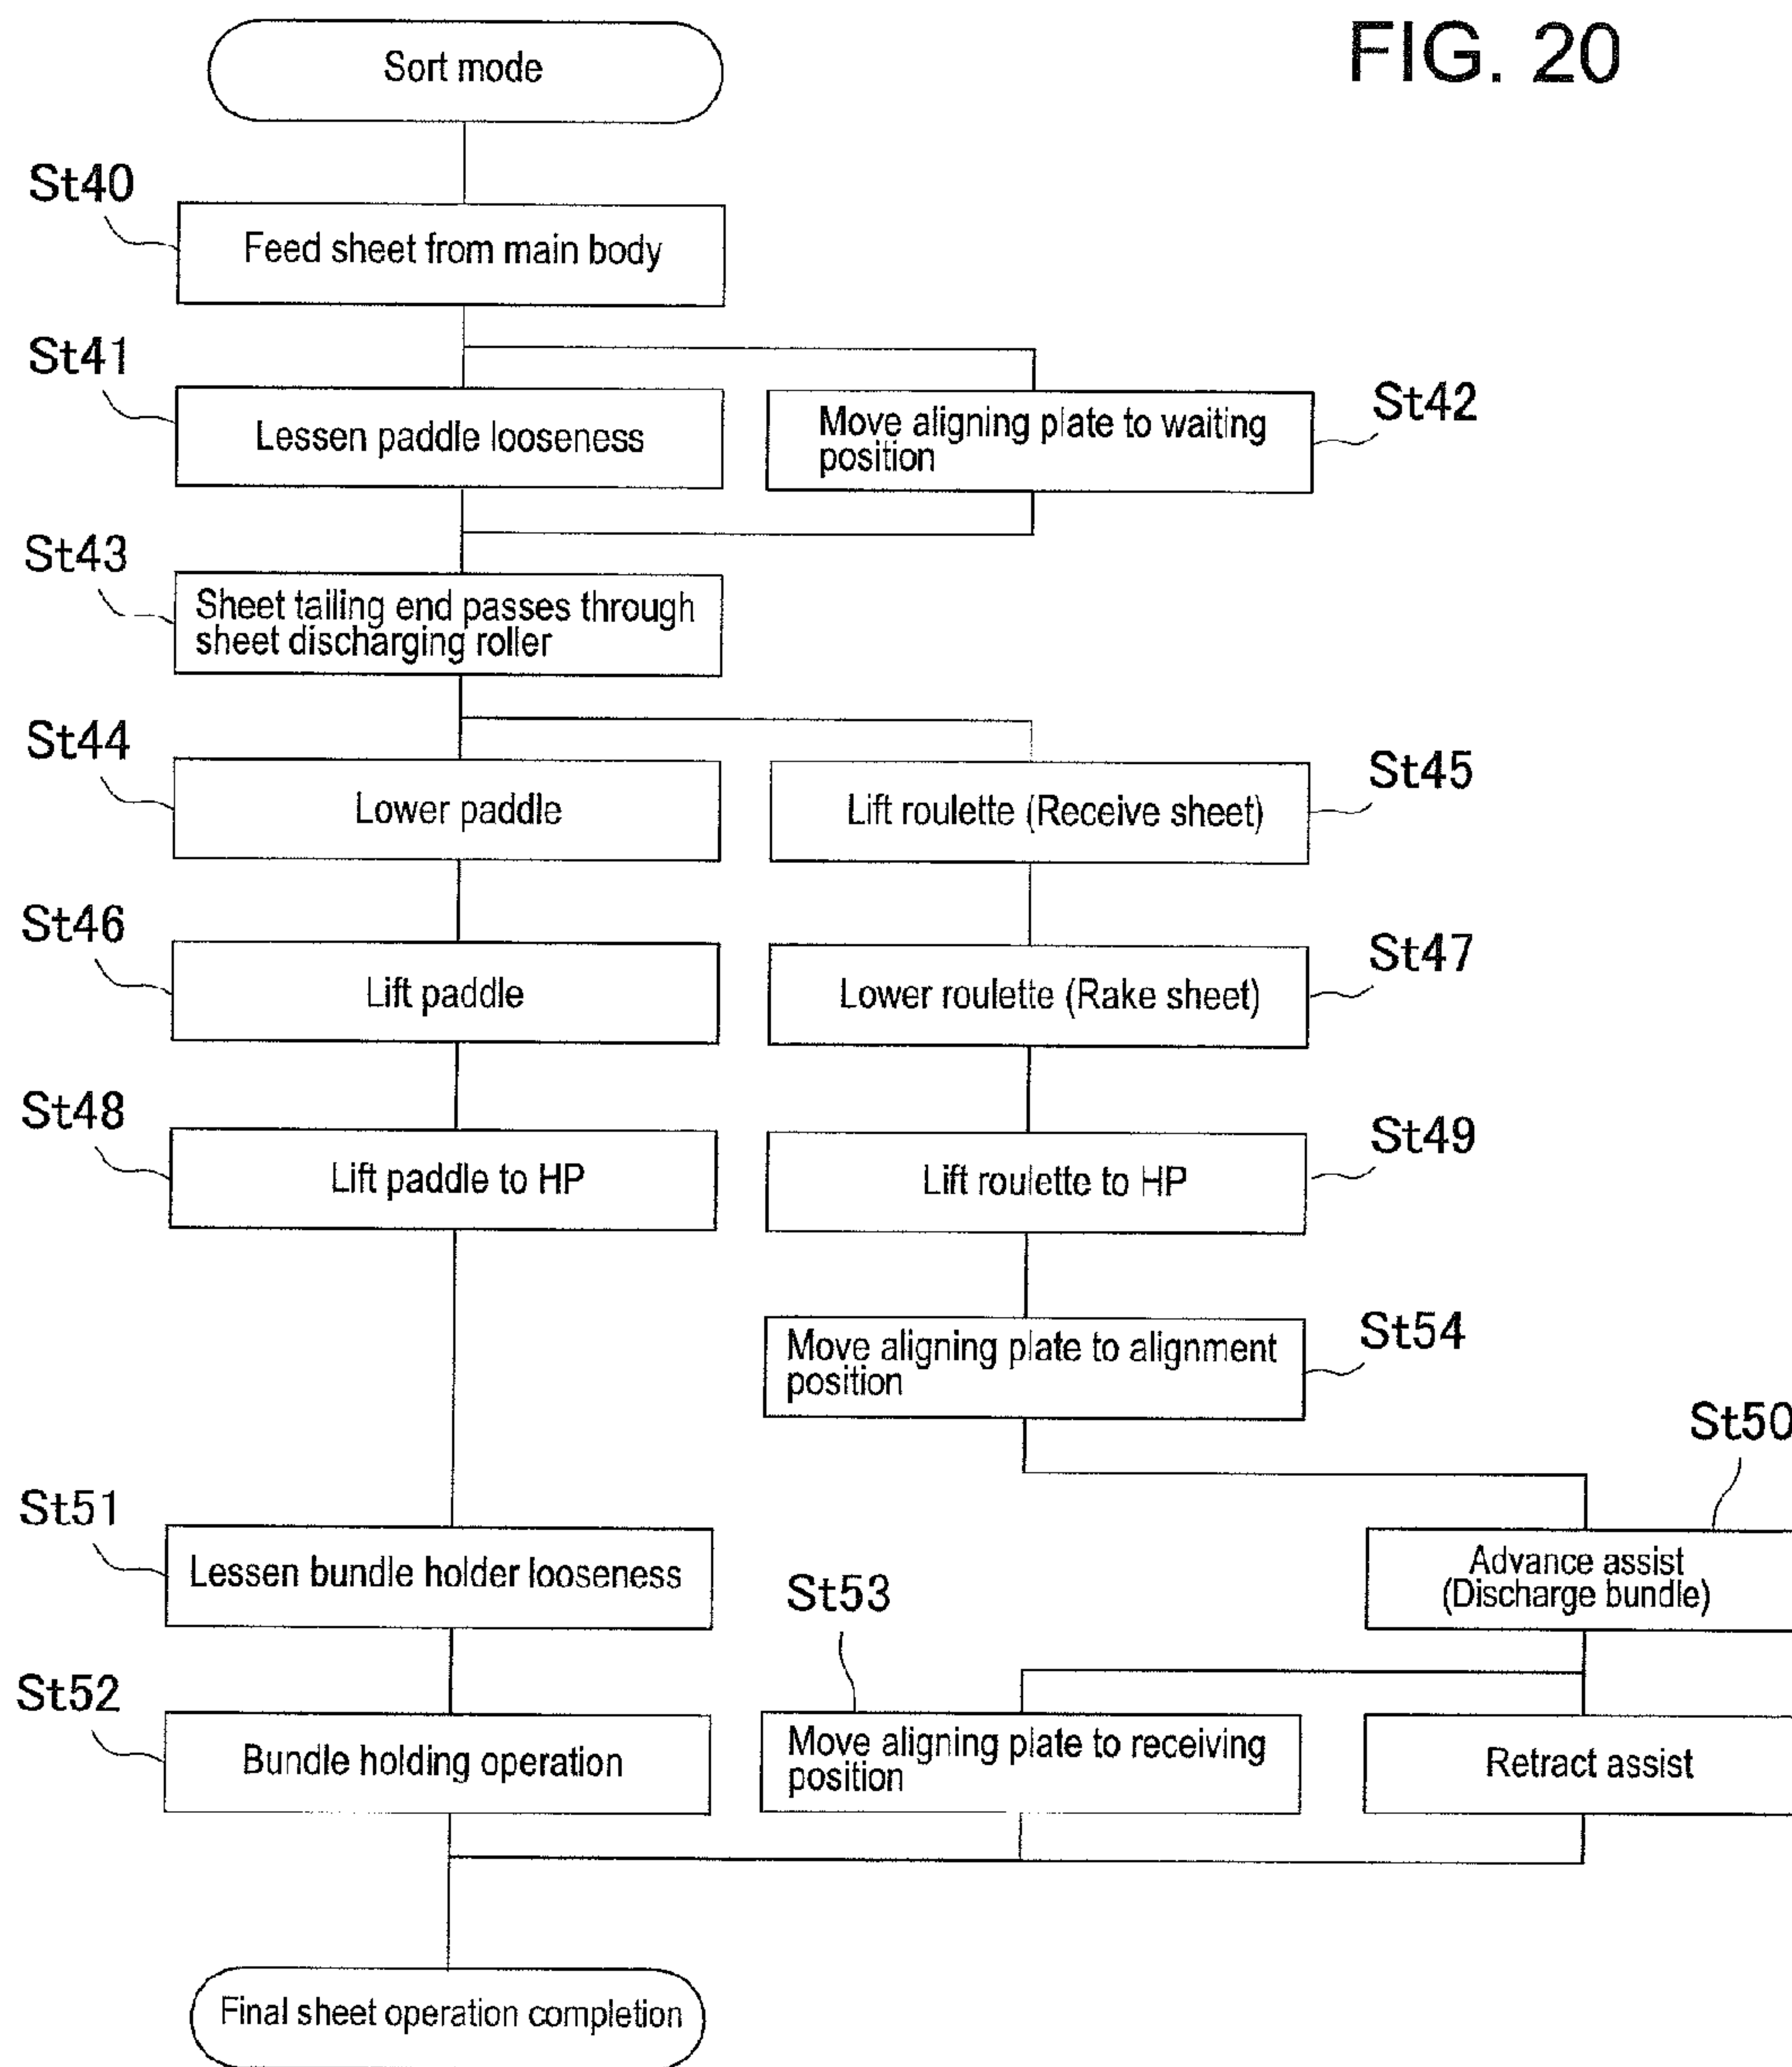 FIG. 20
Sort mode
St40
Feed sheet from main body
St41
Lessen paddle looseness
Move aligning plate to waiting
position
St42
St43
Sheet tailing end passes through
sheet discharging roller
St44
Lower paddle
Lift roulette (Receive sheet)
St45
St46
Lift paddle
Lower roulette (Rake sheet)
St47
St48
Lift paddle to HP
Lift roulette to HP
St49
Move aligning plate to alignment
position
St54
St50
St51
Lessen bundle holder looseness
Advance assist
(Discharge bundle)
St53
St52
Bundle holding operation
Move aligning plate to receiving
position
Retract assist
Final sheet operation completion